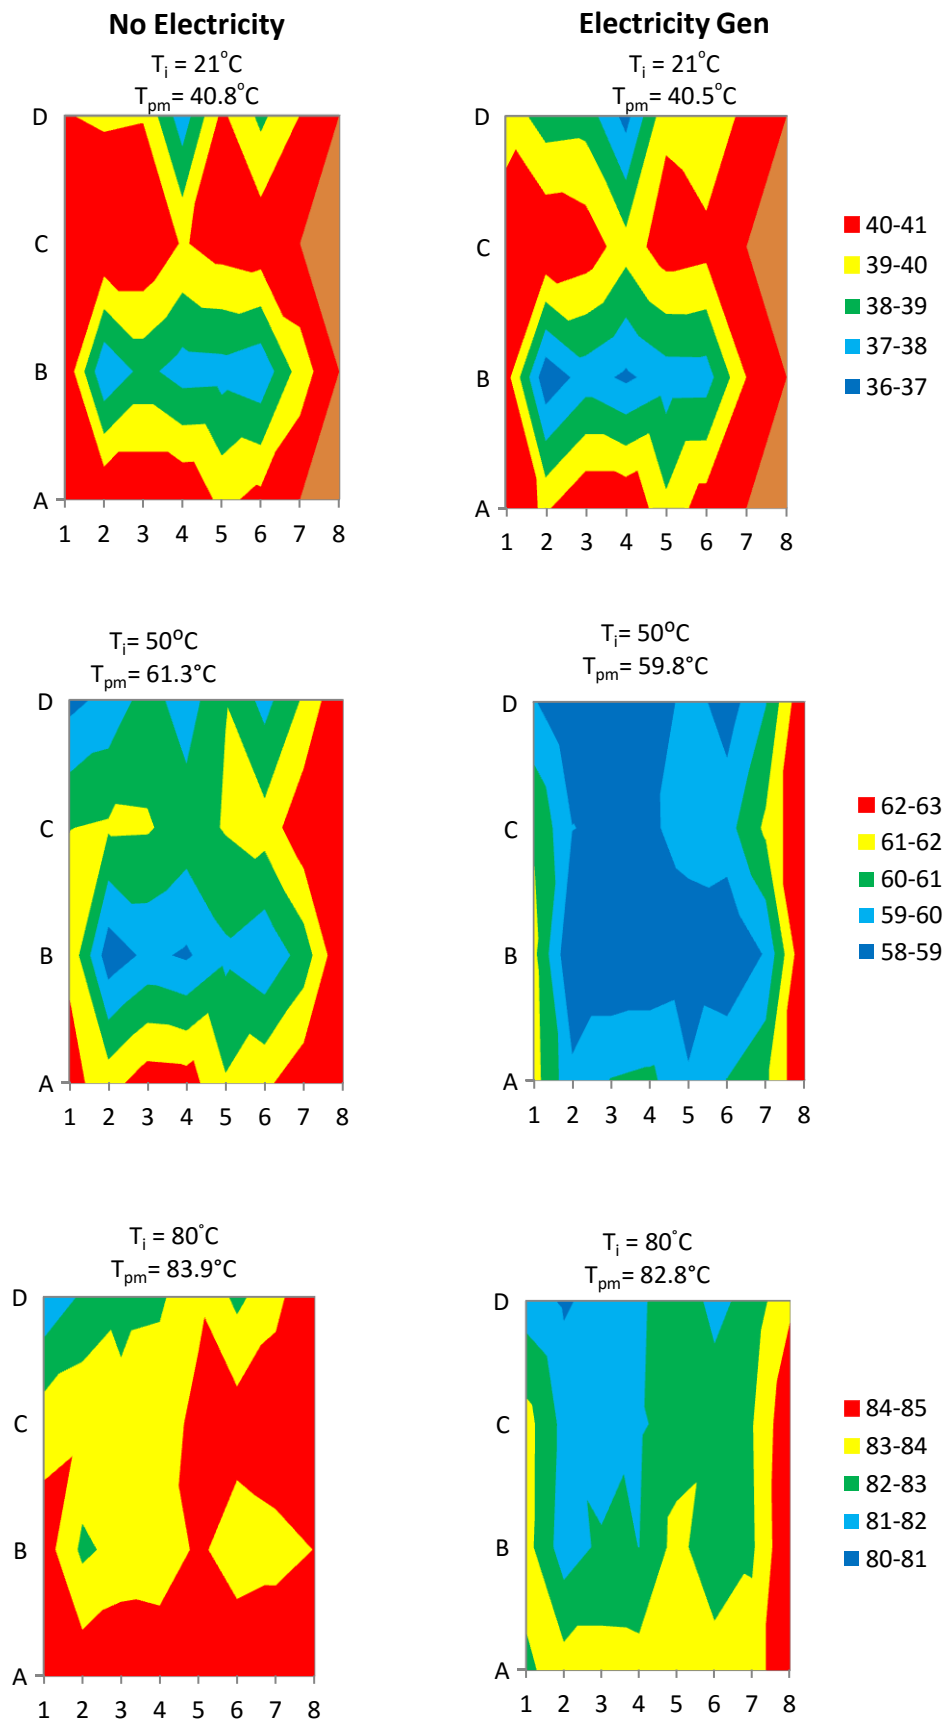 No Electricity
Electricity Gen
Ti = 21°C
Tpm= 40.8°C
Ti = 21°C
Tpm= 40.5°C
D
C
B
A
1 2 3 4 5 6 7 8
D
C
B
A
1 2 3 4 5 6 7 8
40-41
39-40
38-39
37-38
36-37
Ti= 50°C
Tpm= 61.3°C
Ti= 50°C
Tpm= 59.8°C
D
C
B
A
1 2 3 4 5 6 7 8
D
C
B
A
1 2 3 4 5 6 7 8
62-63
61-62
60-61
59-60
58-59
Ti = 80°C
Tpm= 83.9°C
Ti = 80°C
Tpm= 82.8°C
D
C
B
A
1 2 3 4 5 6 7 8
D
C
B
A
1 2 3 4 5 6 7 8
84-85
83-84
82-83
81-82
80-81